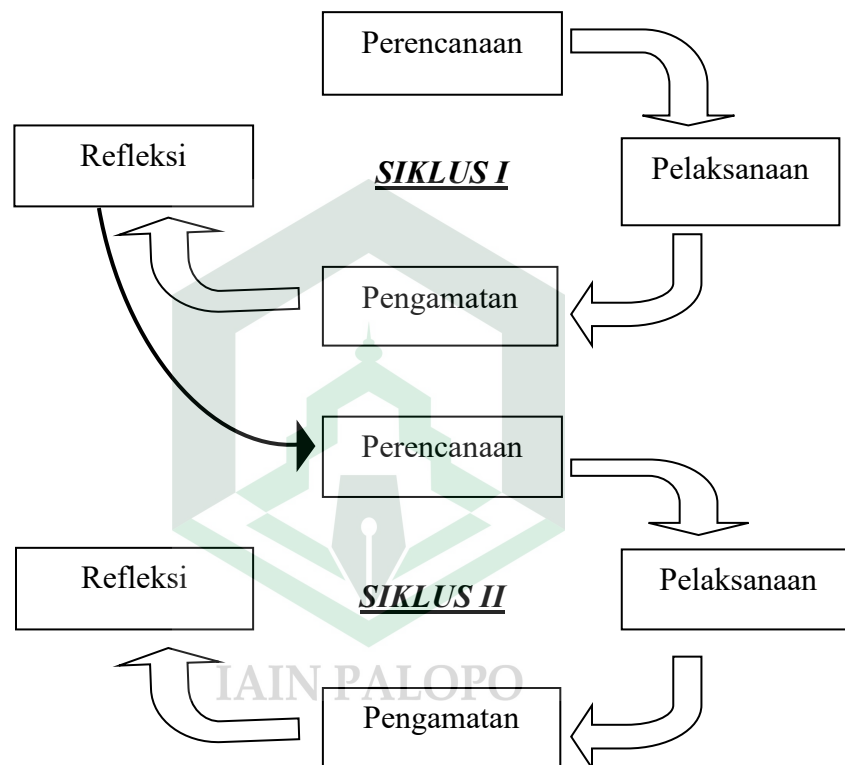 Perencanaan
Refleksi
SIKLUS I
Pelaksanaan
Pengamatan
Perencanaan
Refleksi
SIKLUS II
Pelaksanaan
IAIN PALOPO
Pengamatan